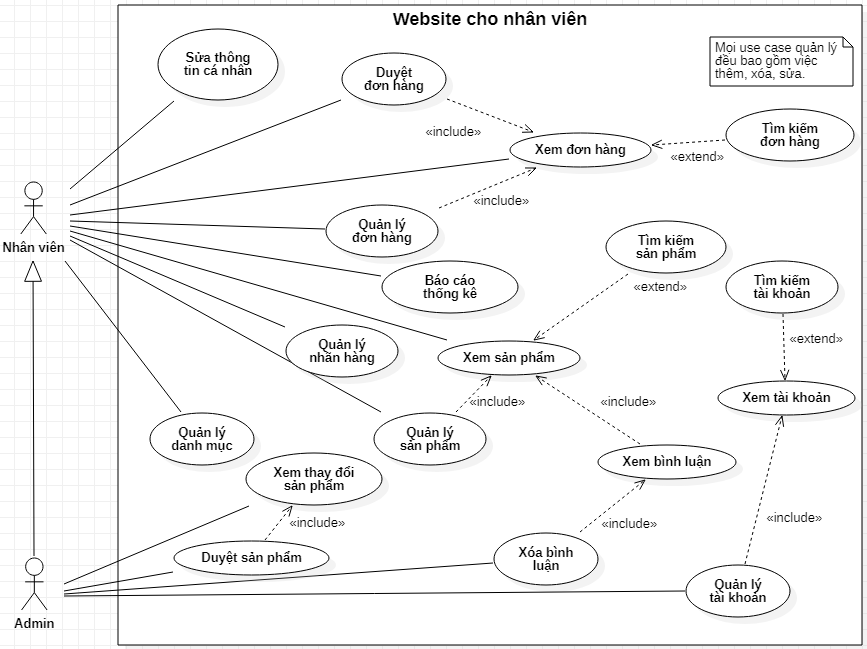 Website cho nhân viên
Mọi use case quản lý
đều bao gồm việc
thêm, xóa, sửa.
Sửa thông
tin cá nhân
Duyệt
đơn hàng
«include»
Xem đơn hàng
Tìm kiếm
đơn hàng
«extend»
Nhân viên
«include»
Quản lý
đơn hàng
Tìm kiếm
sản phẩm
Báo cáo
thống kê
«extend»
Tìm kiếm
tài khoản
Quản lý
nhãn hàng
Xem sản phẩm
«extend»
«include»
«include»
Xem tài khoản
Quản lý
danh mục
Quản lý
sản phẩm
Xem bình luận
Xem thay đổi
sản phẩm
«include»
«include»
«include»
Duyệt sản phẩm
Xóa bình
luận
Quản lý
tài khoản
Admin